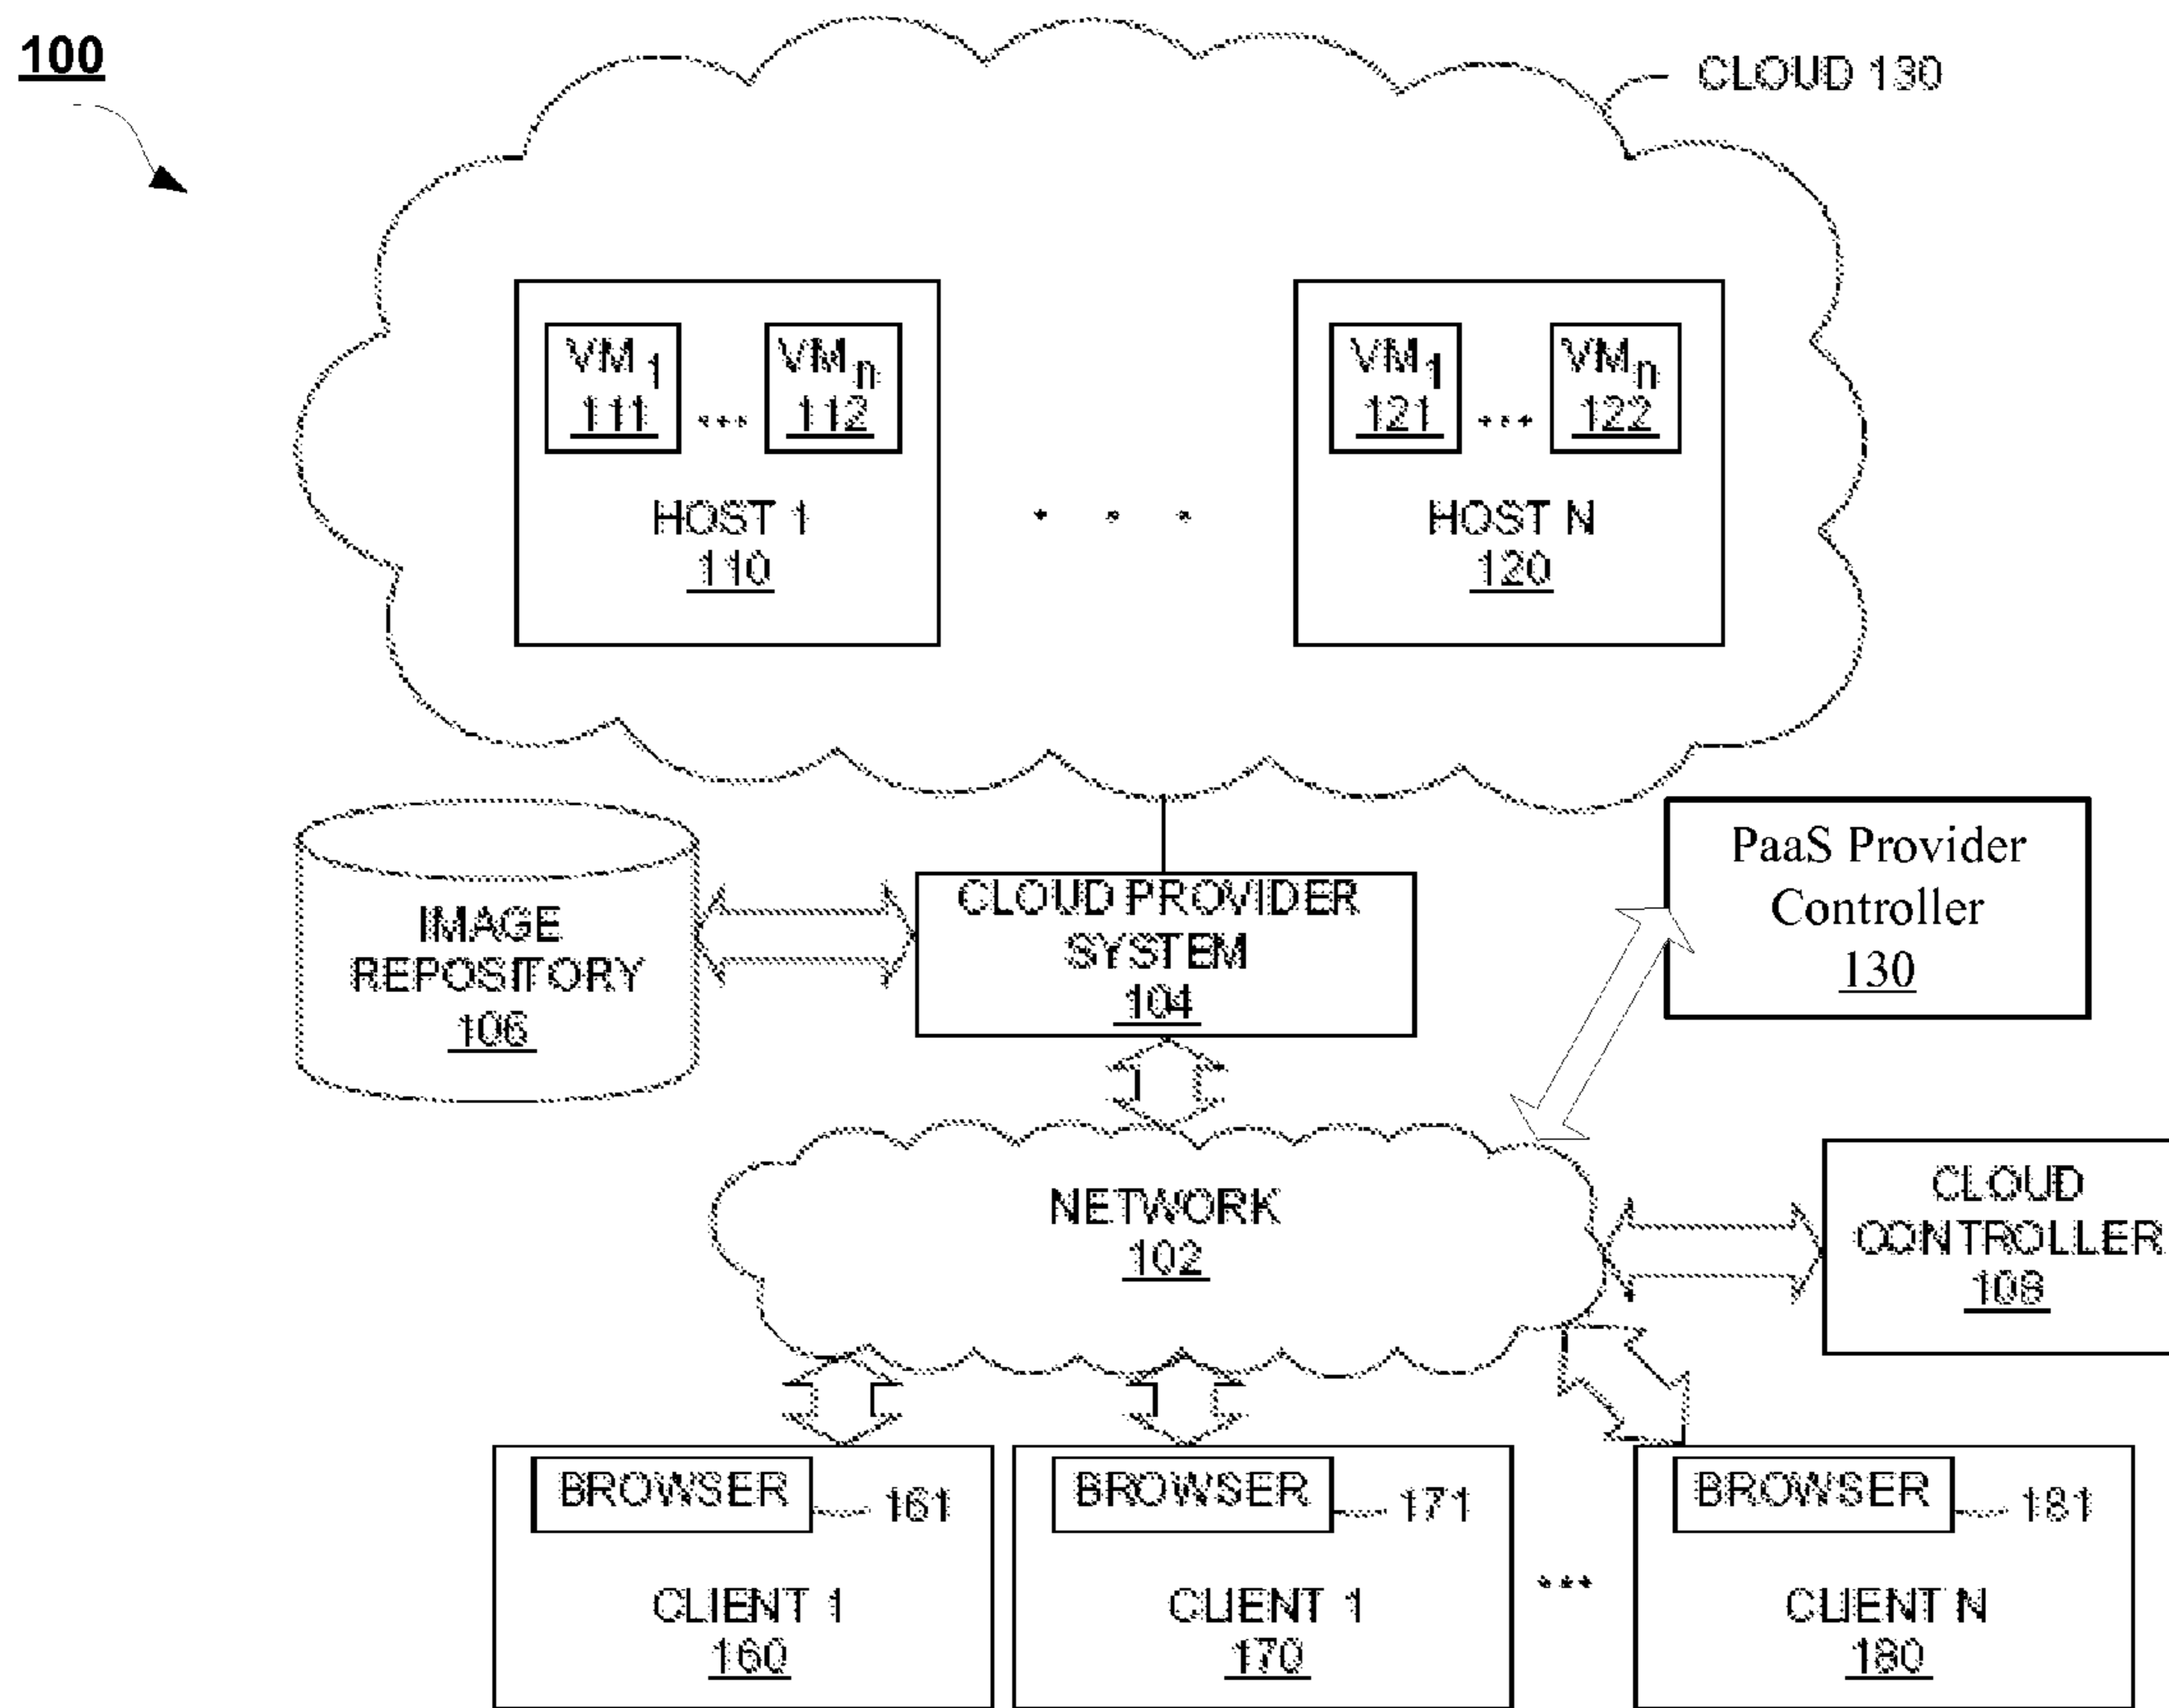 100
CLOUD 130
VM1
111
...
VMn
112
HOST 1
110
. . .
VM1
121
...
VMn
122
HOST N
120
IMAGE
REPOSITORY
106
CLOUD PROVIDER
SYSTEM
104
PaaS Provider
Controller
130
NETWORK
102
CLOUD
CONTROLLER
108
BROWSER
161
CLIENT 1
160
BROWSER
171
CLIENT 1
170
...
BROWSER
181
CLIENT N
180